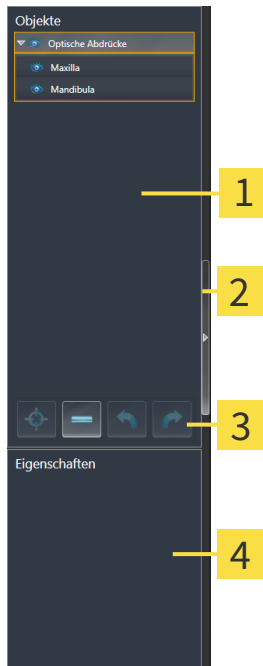 Objekte
Optische Abdrücke
Maxilla
Mandibula
1
2
3
Eigenschaften
4